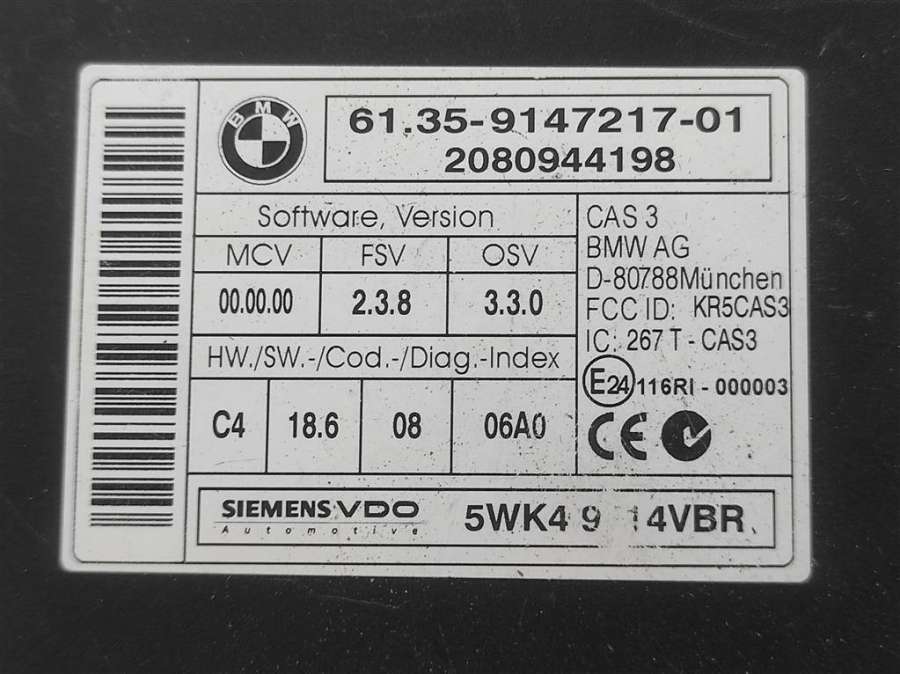 BMW
61.35-9147217-01
2080944198
Software, Version
MCV FSV OSV
00.00.00 2.3.8 3.3.0
HW./SW.-/Cod.-/Diag.-Index
C4 18.6 08 06A0
CAS 3
BMW AG
D-80788München
FCC ID: KR5CAS3
IC: 267 T - CAS3
E24 116RI - 000003
CE
SIEMENS VDO
Automotive
5WK4 9 14VBR